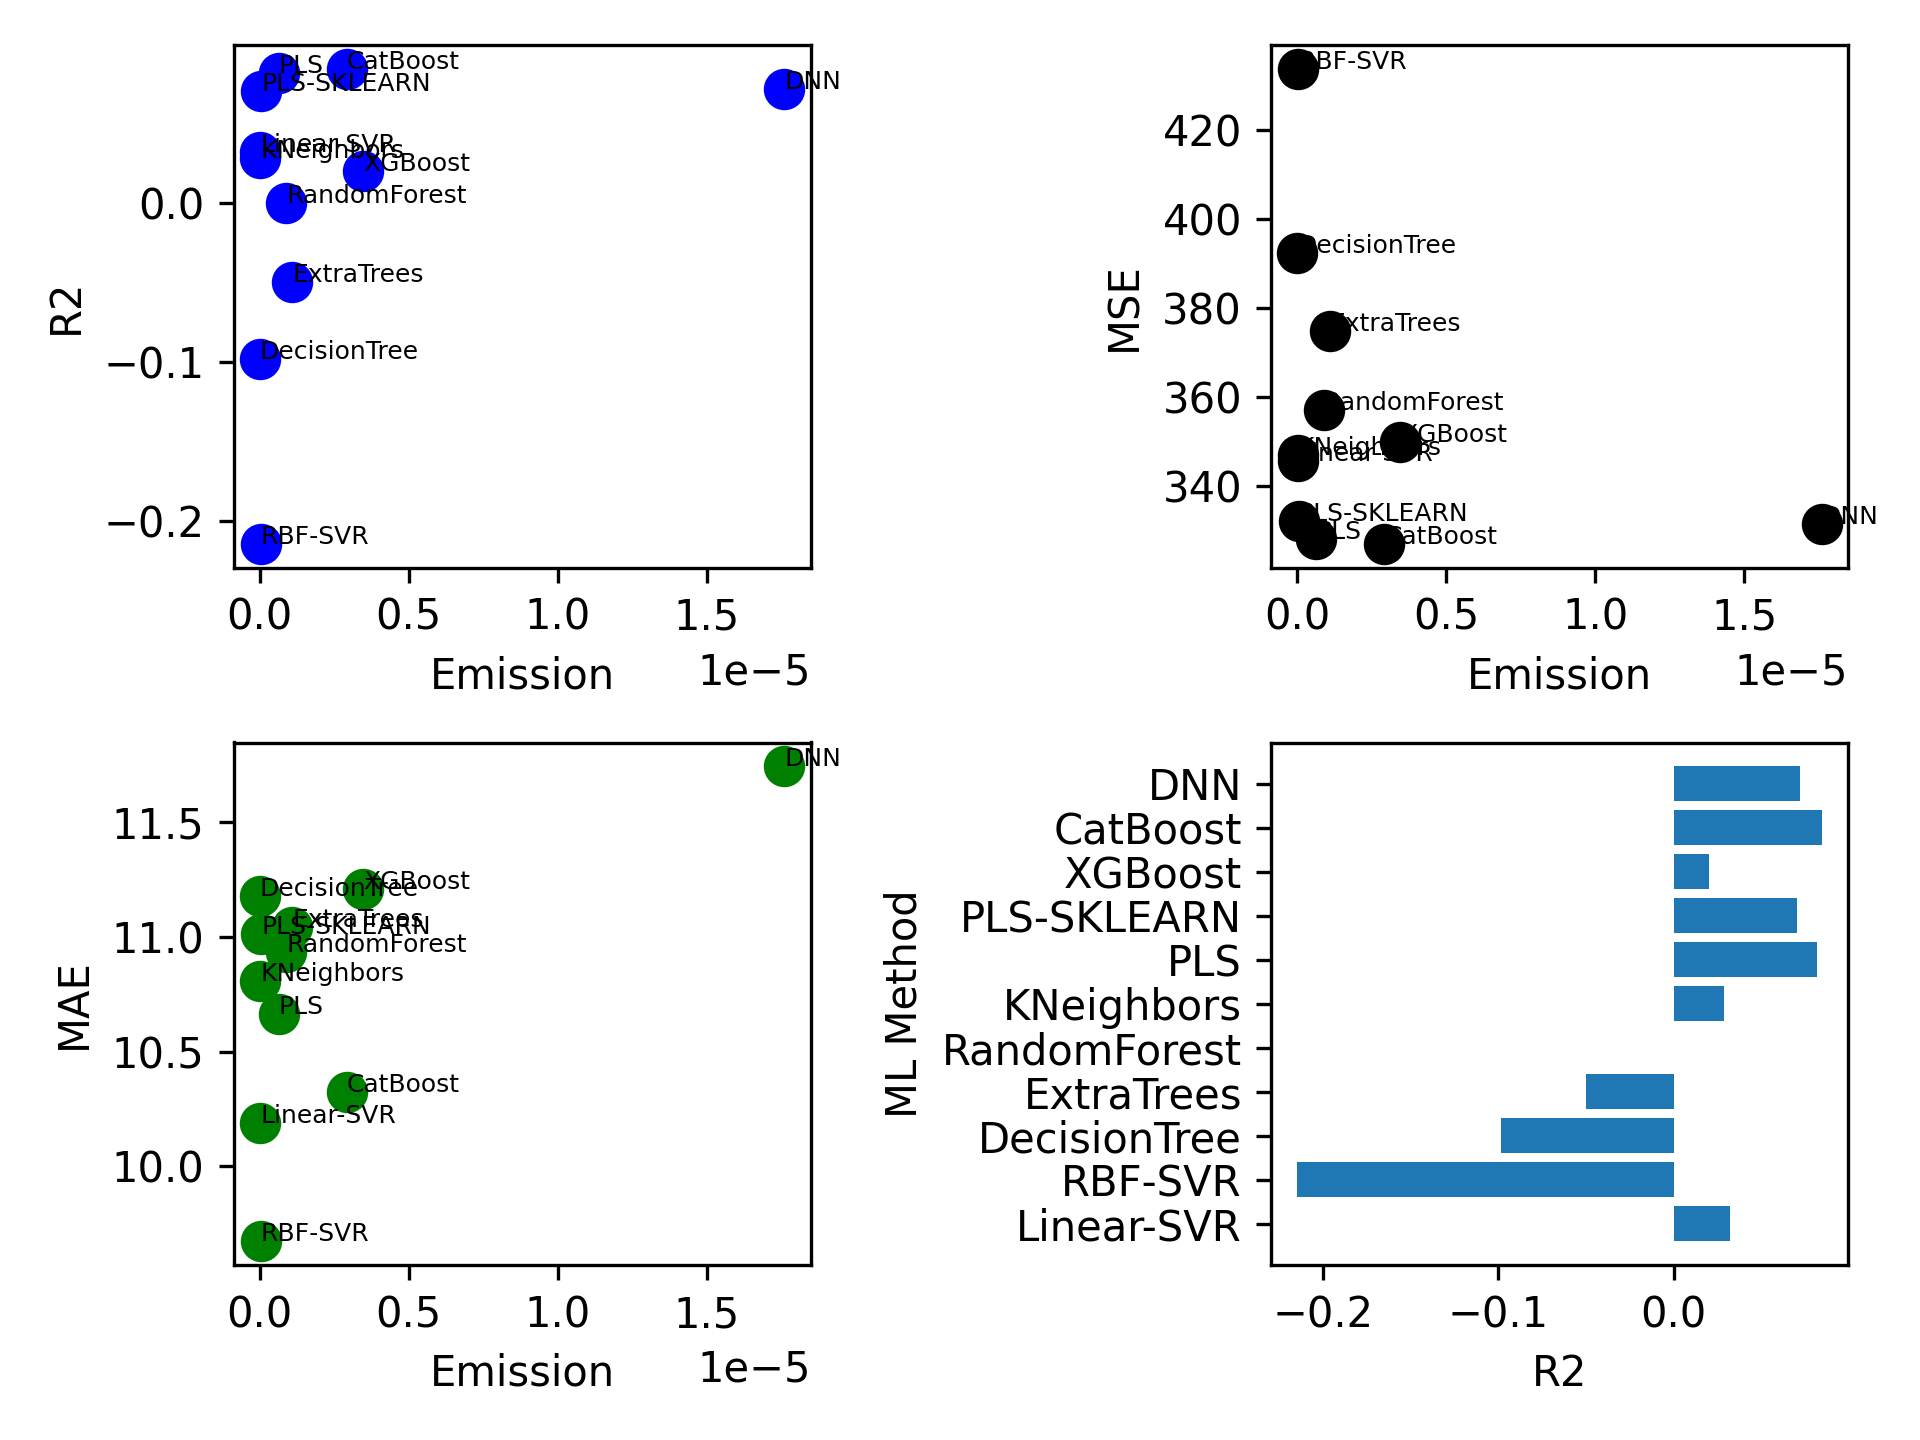 R2
0.0
−0.1
−0.2
PLS
CatBoost
PLS-SKLEARN
DNN
Linear-SVR
KNeighbors
XGBoost
RandomForest
ExtraTrees
DecisionTree
RBF-SVR
0.0 0.5 1.0 1.5
Emission 1e−5
MSE
420
400
380
360
340
RBF-SVR
DecisionTree
ExtraTrees
RandomForest
XGBoost
KNeighbors
Linear-SVR
PLS-SKLEARN
DNN
PLS
CatBoost
0.0 0.5 1.0 1.5
Emission 1e−5
MAE
11.5
11.0
10.5
10.0
DNN
XGBoost
DecisionTree
ExtraTrees
PLS-SKLEARN
RandomForest
KNeighbors
PLS
CatBoost
Linear-SVR
RBF-SVR
0.0 0.5 1.0 1.5
Emission 1e−5
ML Method
DNN
CatBoost
XGBoost
PLS-SKLEARN
PLS
KNeighbors
RandomForest
ExtraTrees
DecisionTree
RBF-SVR
Linear-SVR
−0.2 −0.1 0.0
R2